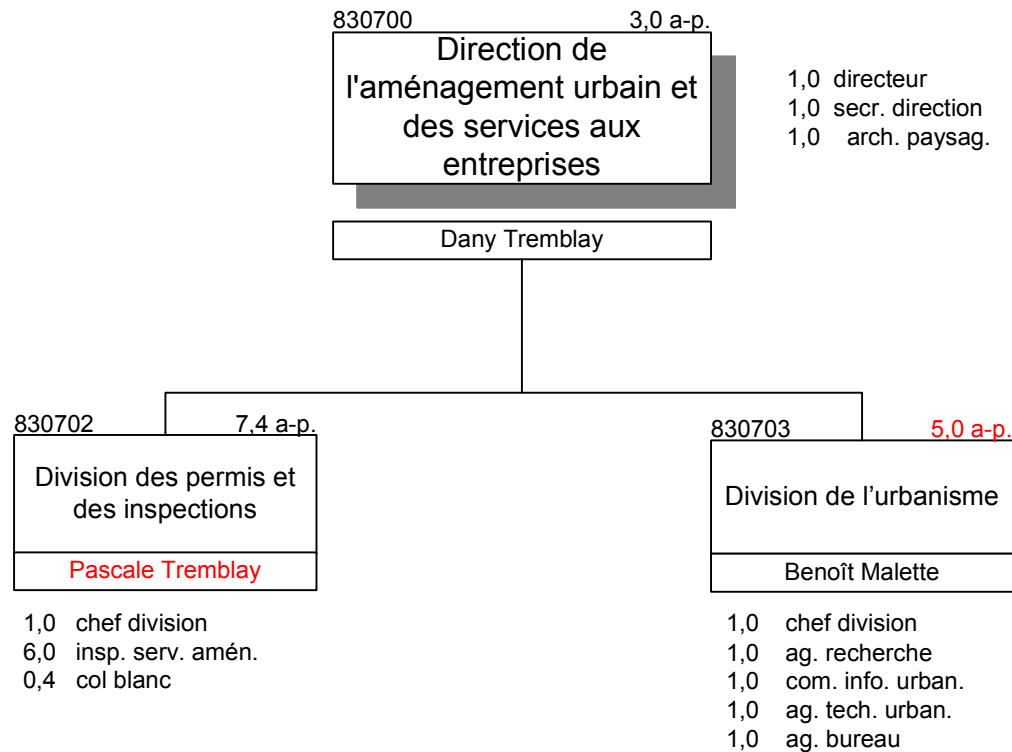 830700 3,0 a-p.
Direction de
l'aménagement urbain et
des services aux
entreprises
1,0 directeur
1,0 secr. direction
1,0 arch. paysag.
Dany Tremblay
830702 7,4 a-p.
Division des permis et
des inspections
Pascale Tremblay
1,0 chef division
6,0 insp. serv. amén.
0,4 col blanc
830703 5,0 a-p.
Division de l’urbanisme
Benoît Malette
1,0 chef division
1,0 ag. recherche
1,0 com. info. urban.
1,0 ag. tech. urban.
1,0 ag. bureau